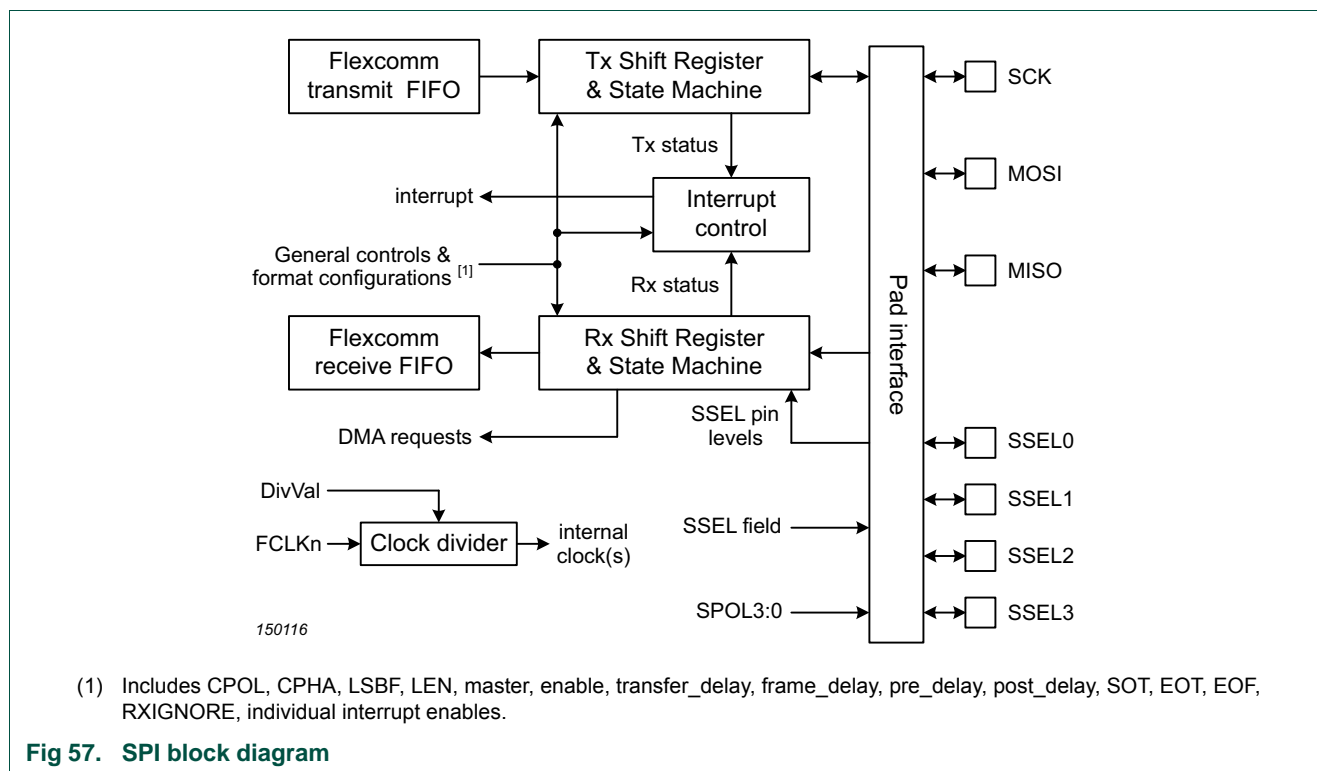 Flexcomm
transmit FIFO
Tx Shift Register
& State Machine
SCK
Tx status
MOSI
interrupt
Interrupt
control
General controls &
format configurations [1]
MISO
Rx status
Pad interface
Flexcomm
receive FIFO
Rx Shift Register
& State Machine
SSEL pin
levels
DMA requests
SSEL0
DivVal
SSEL1
SSEL field
FCLKn
Clock divider
internal
clock(s)
SSEL2
SPOL3:0
SSEL3
150116
(1) Includes CPOL, CPHA, LSBF, LEN, master, enable, transfer_delay, frame_delay, pre_delay, post_delay, SOT, EOT, EOF,
RXIGNORE, individual interrupt enables.
Fig 57. SPI block diagram